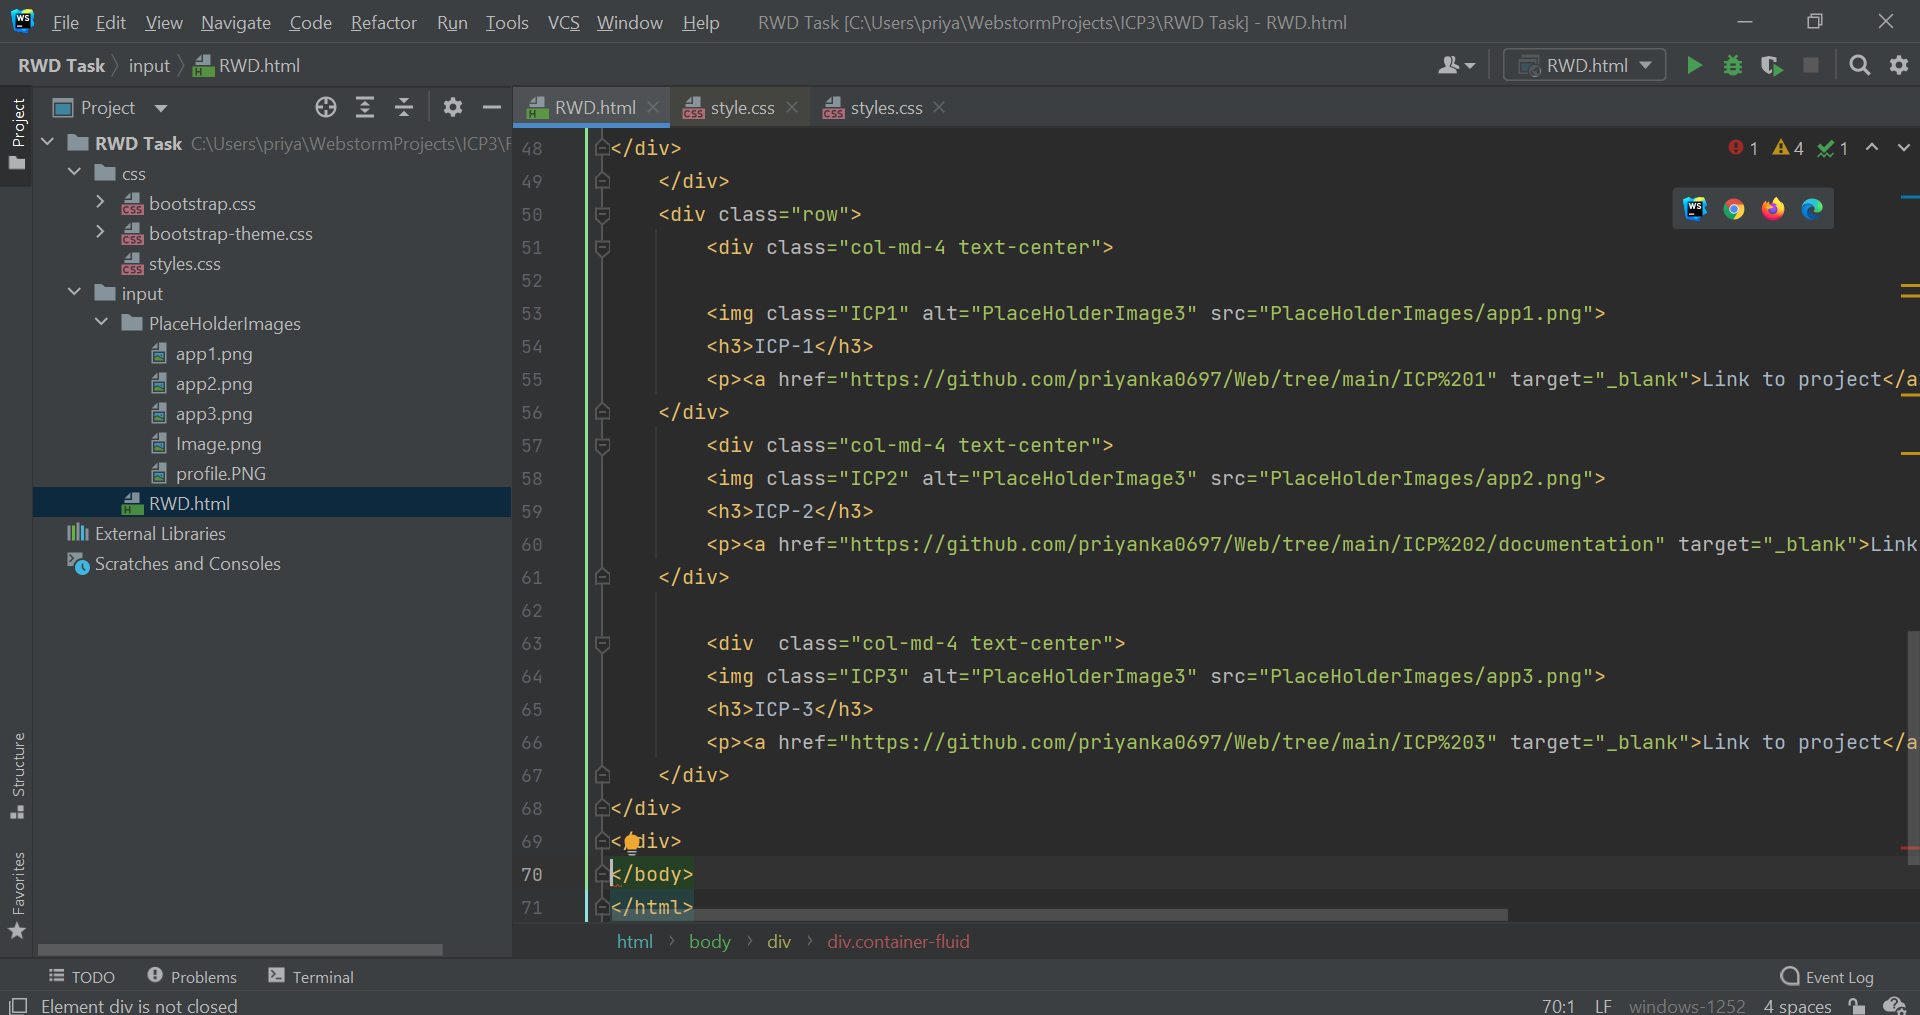 WS File Edit View Navigate Code Refactor Run Tools VCS Window Help RWD Task [C:\Users\priya\WebstormProjects\ICP3\RWD Task] - RWD.html
RWD Task input RWD.html RWD.html
Project
Project
RWD.html style.css styles.css
RWD Task C:\Users\priya\WebstormProjects\ICP3\
css
bootstrap.css
bootstrap-theme.css
styles.css
input
PlaceHolderImages
app1.png
app2.png
app3.png
Image.png
profile.PNG
RWD.html
External Libraries
Scratches and Consoles
Structure
Favorites
1 4 1
48 </div>
49 </div>
50 <div class="row">
51 <div class="col-md-4 text-center">
52
53 <img class="ICP1" alt="PlaceHolderImage3" src="PlaceHolderImages/app1.png">
54 <h3>ICP-1</h3>
55 <p><a href="https://github.com/priyanka0697/Web/tree/main/ICP%201" target="_blank">Link to project</a
56 </div>
57 <div class="col-md-4 text-center">
58 <img class="ICP2" alt="PlaceHolderImage3" src="PlaceHolderImages/app2.png">
59 <h3>ICP-2</h3>
60 <p><a href="https://github.com/priyanka0697/Web/tree/main/ICP%202/documentation" target="_blank">Link
61 </div>
62
63 <div  class="col-md-4 text-center">
64 <img class="ICP3" alt="PlaceHolderImage3" src="PlaceHolderImages/app3.png">
65 <h3>ICP-3</h3>
66 <p><a href="https://github.com/priyanka0697/Web/tree/main/ICP%203" target="_blank">Link to project</a
67 </div>
68 </div>
69 </div>
70 </body>
71 </html>
html body div div.container-fluid
TODO Problems Terminal Event Log
Element div is not closed 70:1 LF windows-1252 4 spaces